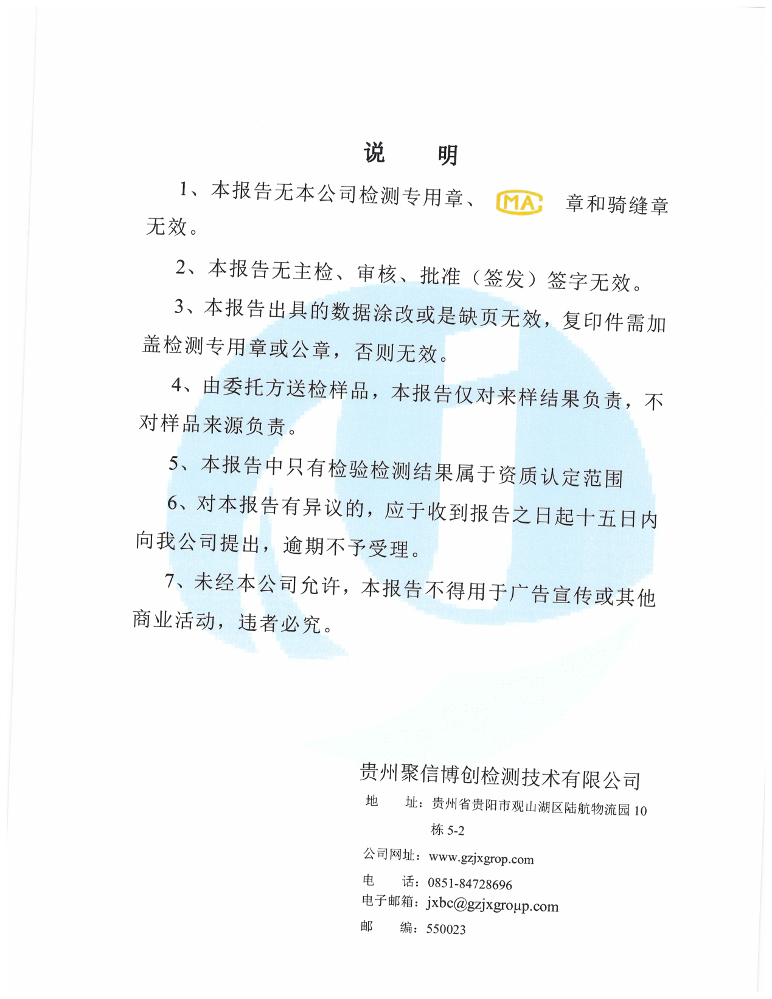 说 明
1、本报告无本公司检测专用章、 MA 章和骑缝章
无效。
2、本报告无主检、审核、批准（签发）签字无效。
3、本报告出具的数据涂改或是缺页无效，复印件需加
盖检测专用章或公章，否则无效。
4、由委托方送检样品，本报告仅对来样结果负责，不
对样品来源负责。
5、本报告中只有检验检测结果属于资质认定范围
6、对本报告有异议的，应于收到报告之日起十五日内
向我公司提出，逾期不予受理。
7、未经本公司允许，本报告不得用于广告宣传或其他
商业活动，违者必究。
贵州聚信博创检测技术有限公司
地 址：贵州省贵阳市观山湖区陆航物流园 10
栋 5-2
公司网址：www.gzjxgrop.com
电 话：0851-84728696
电子邮箱：jxbc@gzjxgroμp.com
邮 编：550023